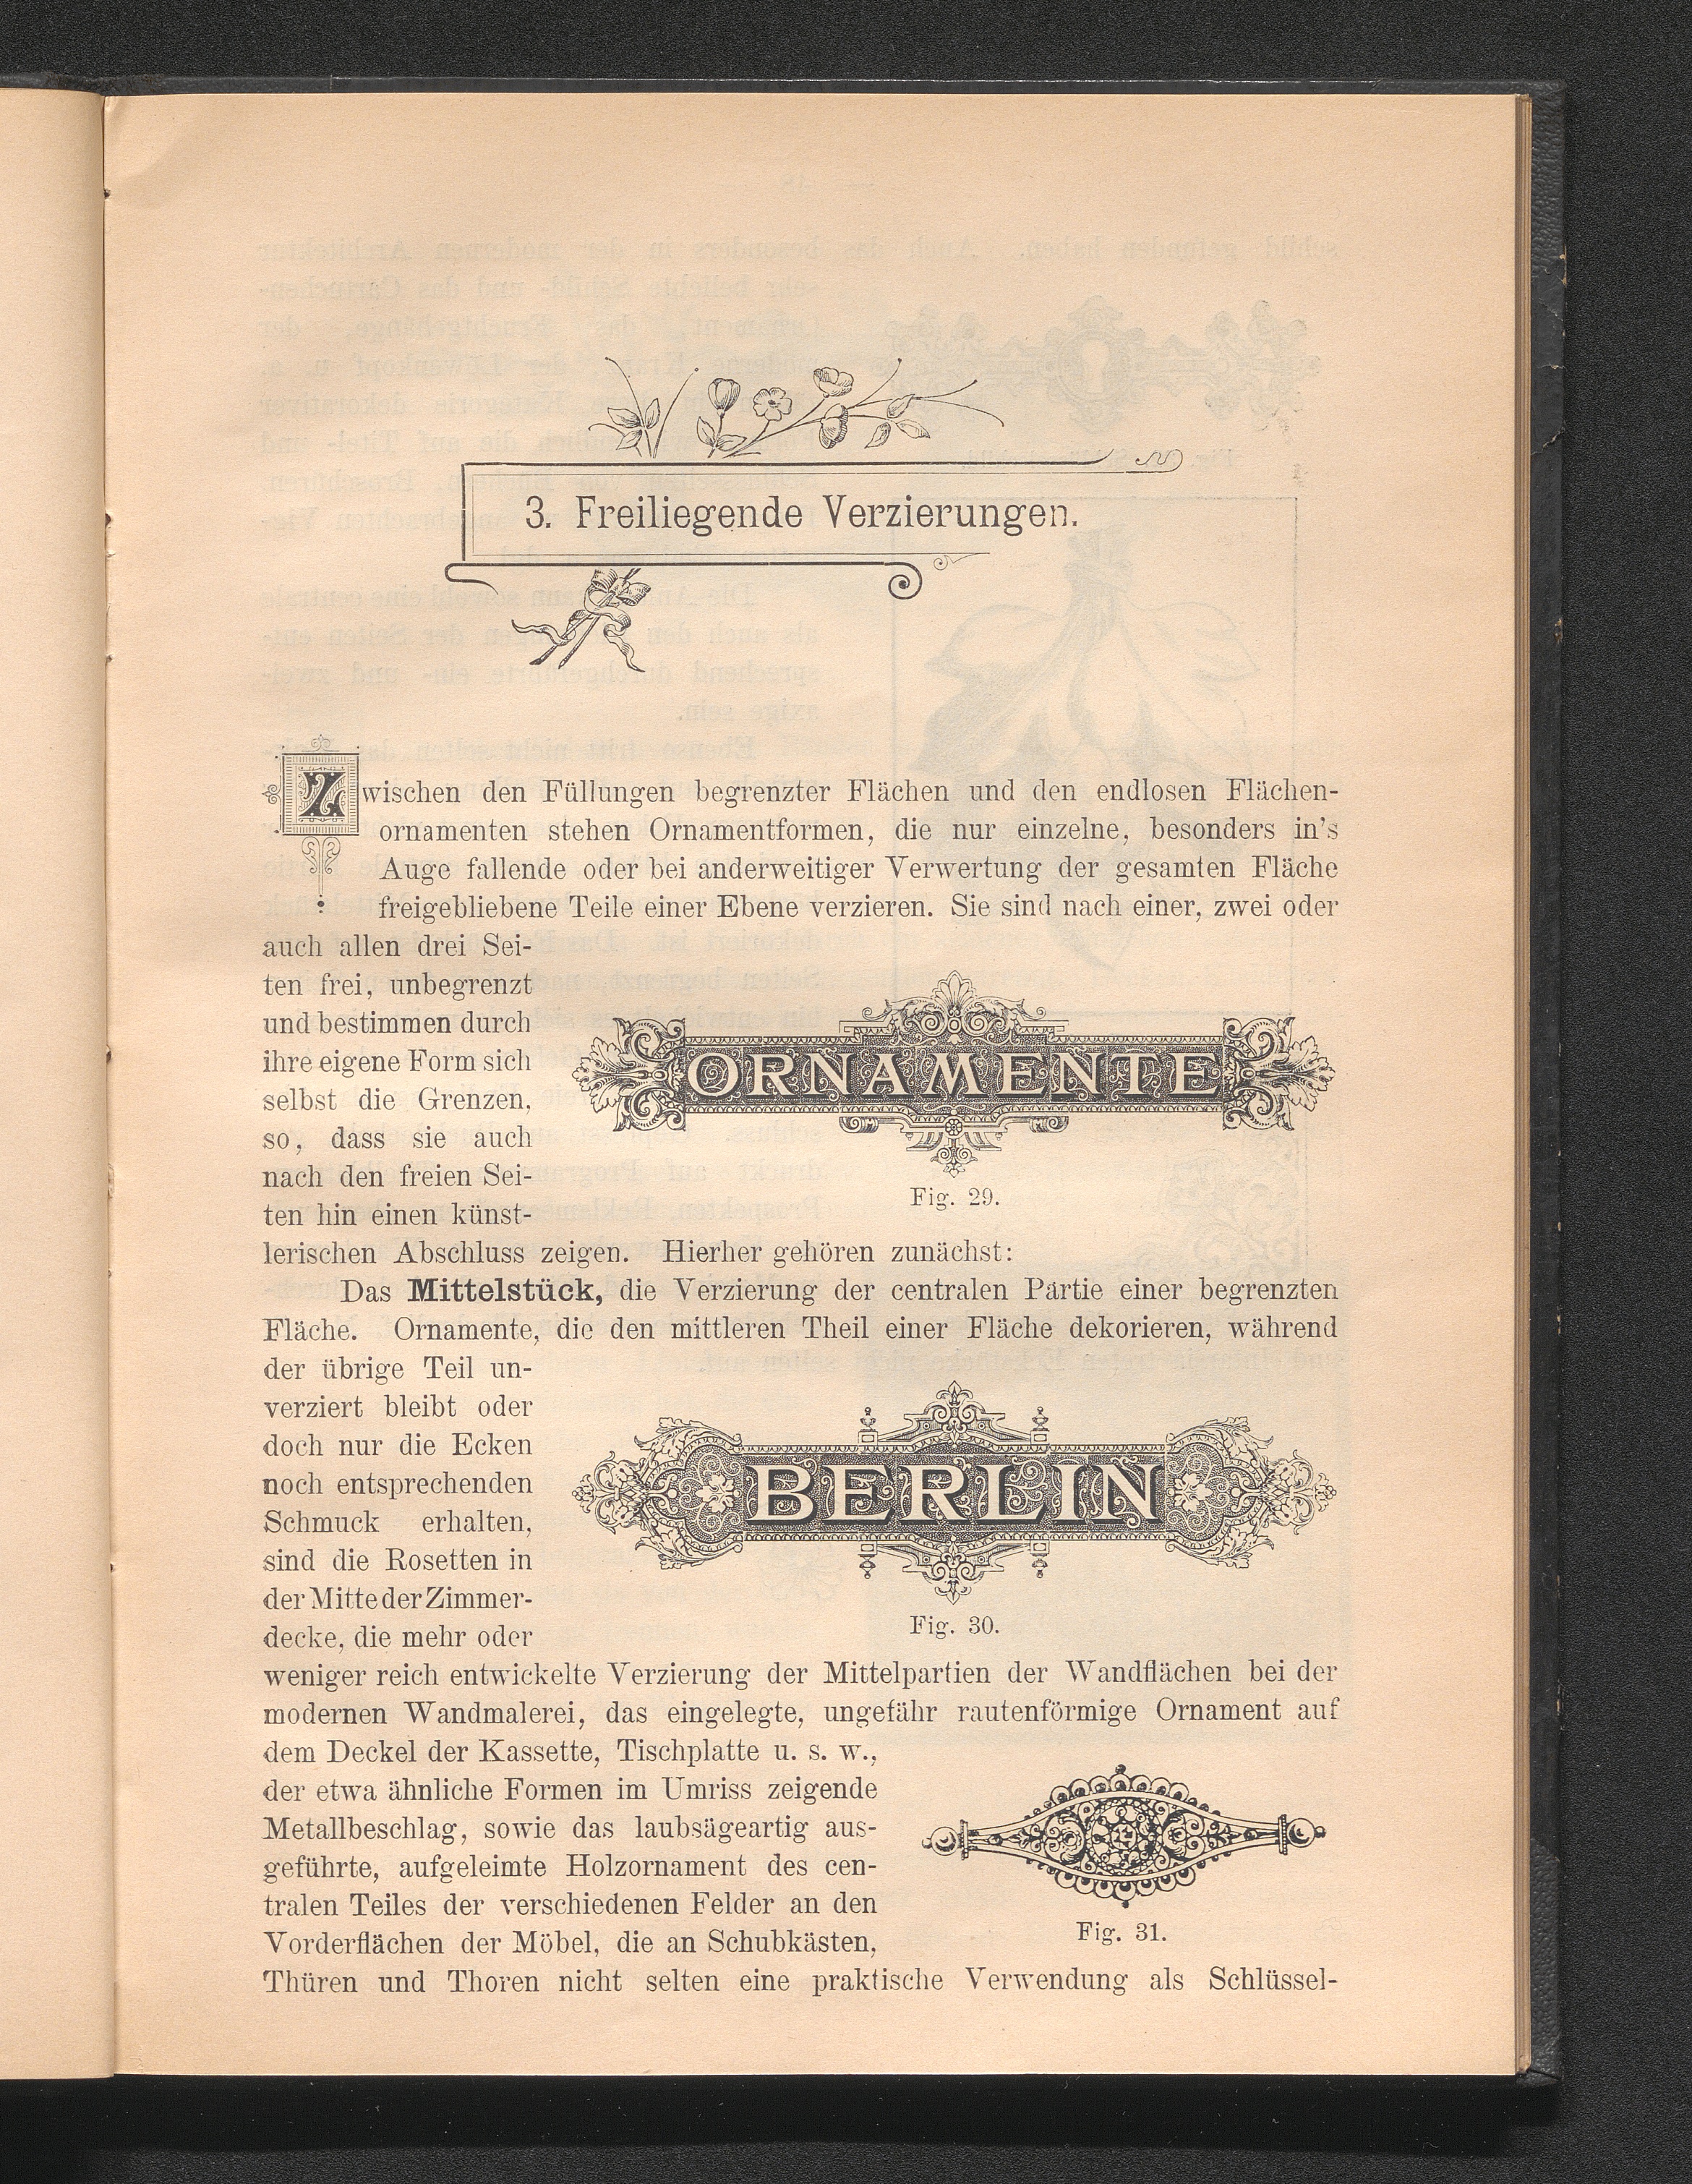 3. Freiliegende Verzierungen.
Zwischen den Füllungen begrenzter Flächen und den endlosen Flächen-
ornamenten stehen Ornamentformen, die nur einzelne, besonders in's
Auge fallende oder bei anderweitiger Verwertung der gesamten Fläche
freigebliebene Teile einer Ebene verzieren. Sie sind nach einer, zwei oder
auch allen drei Sei-
ten frei, unbegrenzt
und bestimmen durch
ihre eigene Form sich
selbst die Grenzen,
so, dass sie auch
nach den freien Sei-
ten hin einen künst-
lerischen Abschluss zeigen. Hierher gehören zunächst:
ORNAMENTE
Fig. 29.
Das Mittelstück, die Verzierung der centralen Partie einer begrenzten
Fläche. Ornamente, die den mittleren Theil einer Fläche dekorieren, während
der übrige Teil un-
verziert bleibt oder
doch nur die Ecken
noch entsprechenden
Schmuck erhalten,
sind die Rosetten in
der Mitte der Zimmer-
decke, die mehr oder
BERLIN
Fig. 30.
weniger reich entwickelte Verzierung der Mittelpartien der Wandflächen bei der
modernen Wandmalerei, das eingelegte, ungefähr rautenförmige Ornament auf
dem Deckel der Kassette, Tischplatte u. s. w.,
der etwa ähnliche Formen im Umriss zeigende
Metallbeschlag, sowie das laubsägeartig aus-
geführte, aufgeleimte Holzornament des cen-
tralen Teiles der verschiedenen Felder an den
Vorderflächen der Möbel, die an Schubkästen,
Fig. 31.
Thüren und Thoren nicht selten eine praktische Verwendung als Schlüssel-